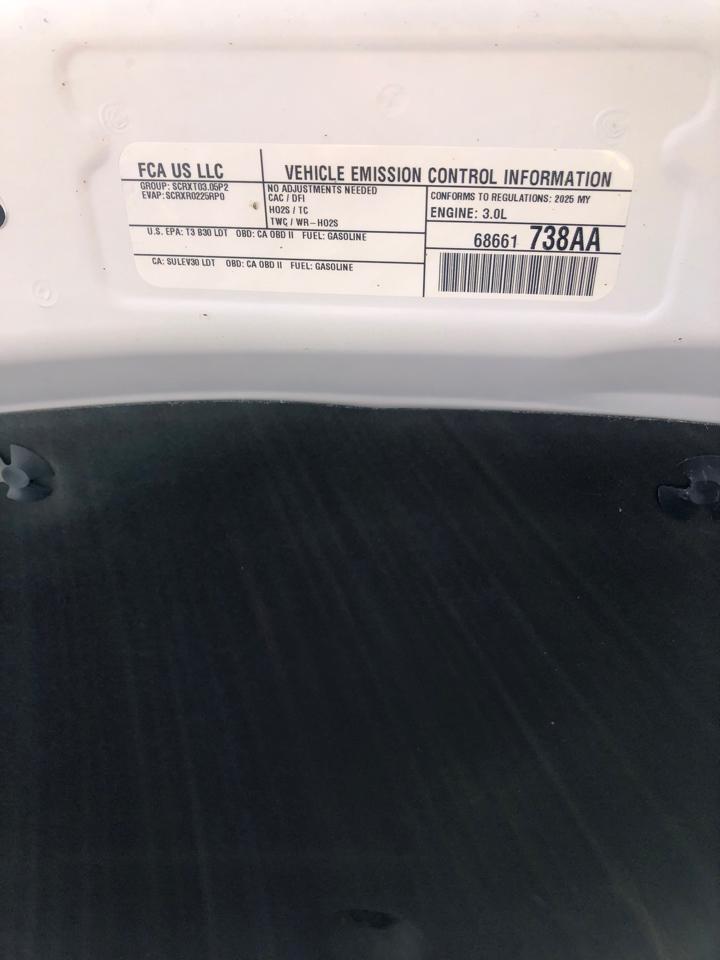 FCA US LLC
VEHICLE EMISSION CONTROL INFORMATION
GROUP: SCRXT03.05P2
EVAP: SCRXR0225RP0
NO ADJUSTMENTS NEEDED
CAC / DFI
HO2S / TC
TWC / WR-HO2S
CONFORMS TO REGULATIONS: 2025 MY
ENGINE: 3.0L
U.S. EPA: T3 B30 LDT OBD: CA OBD II FUEL: GASOLINE
68661 738AA
CA: SULEV30 LDT OBD: CA OBD II FUEL: GASOLINE